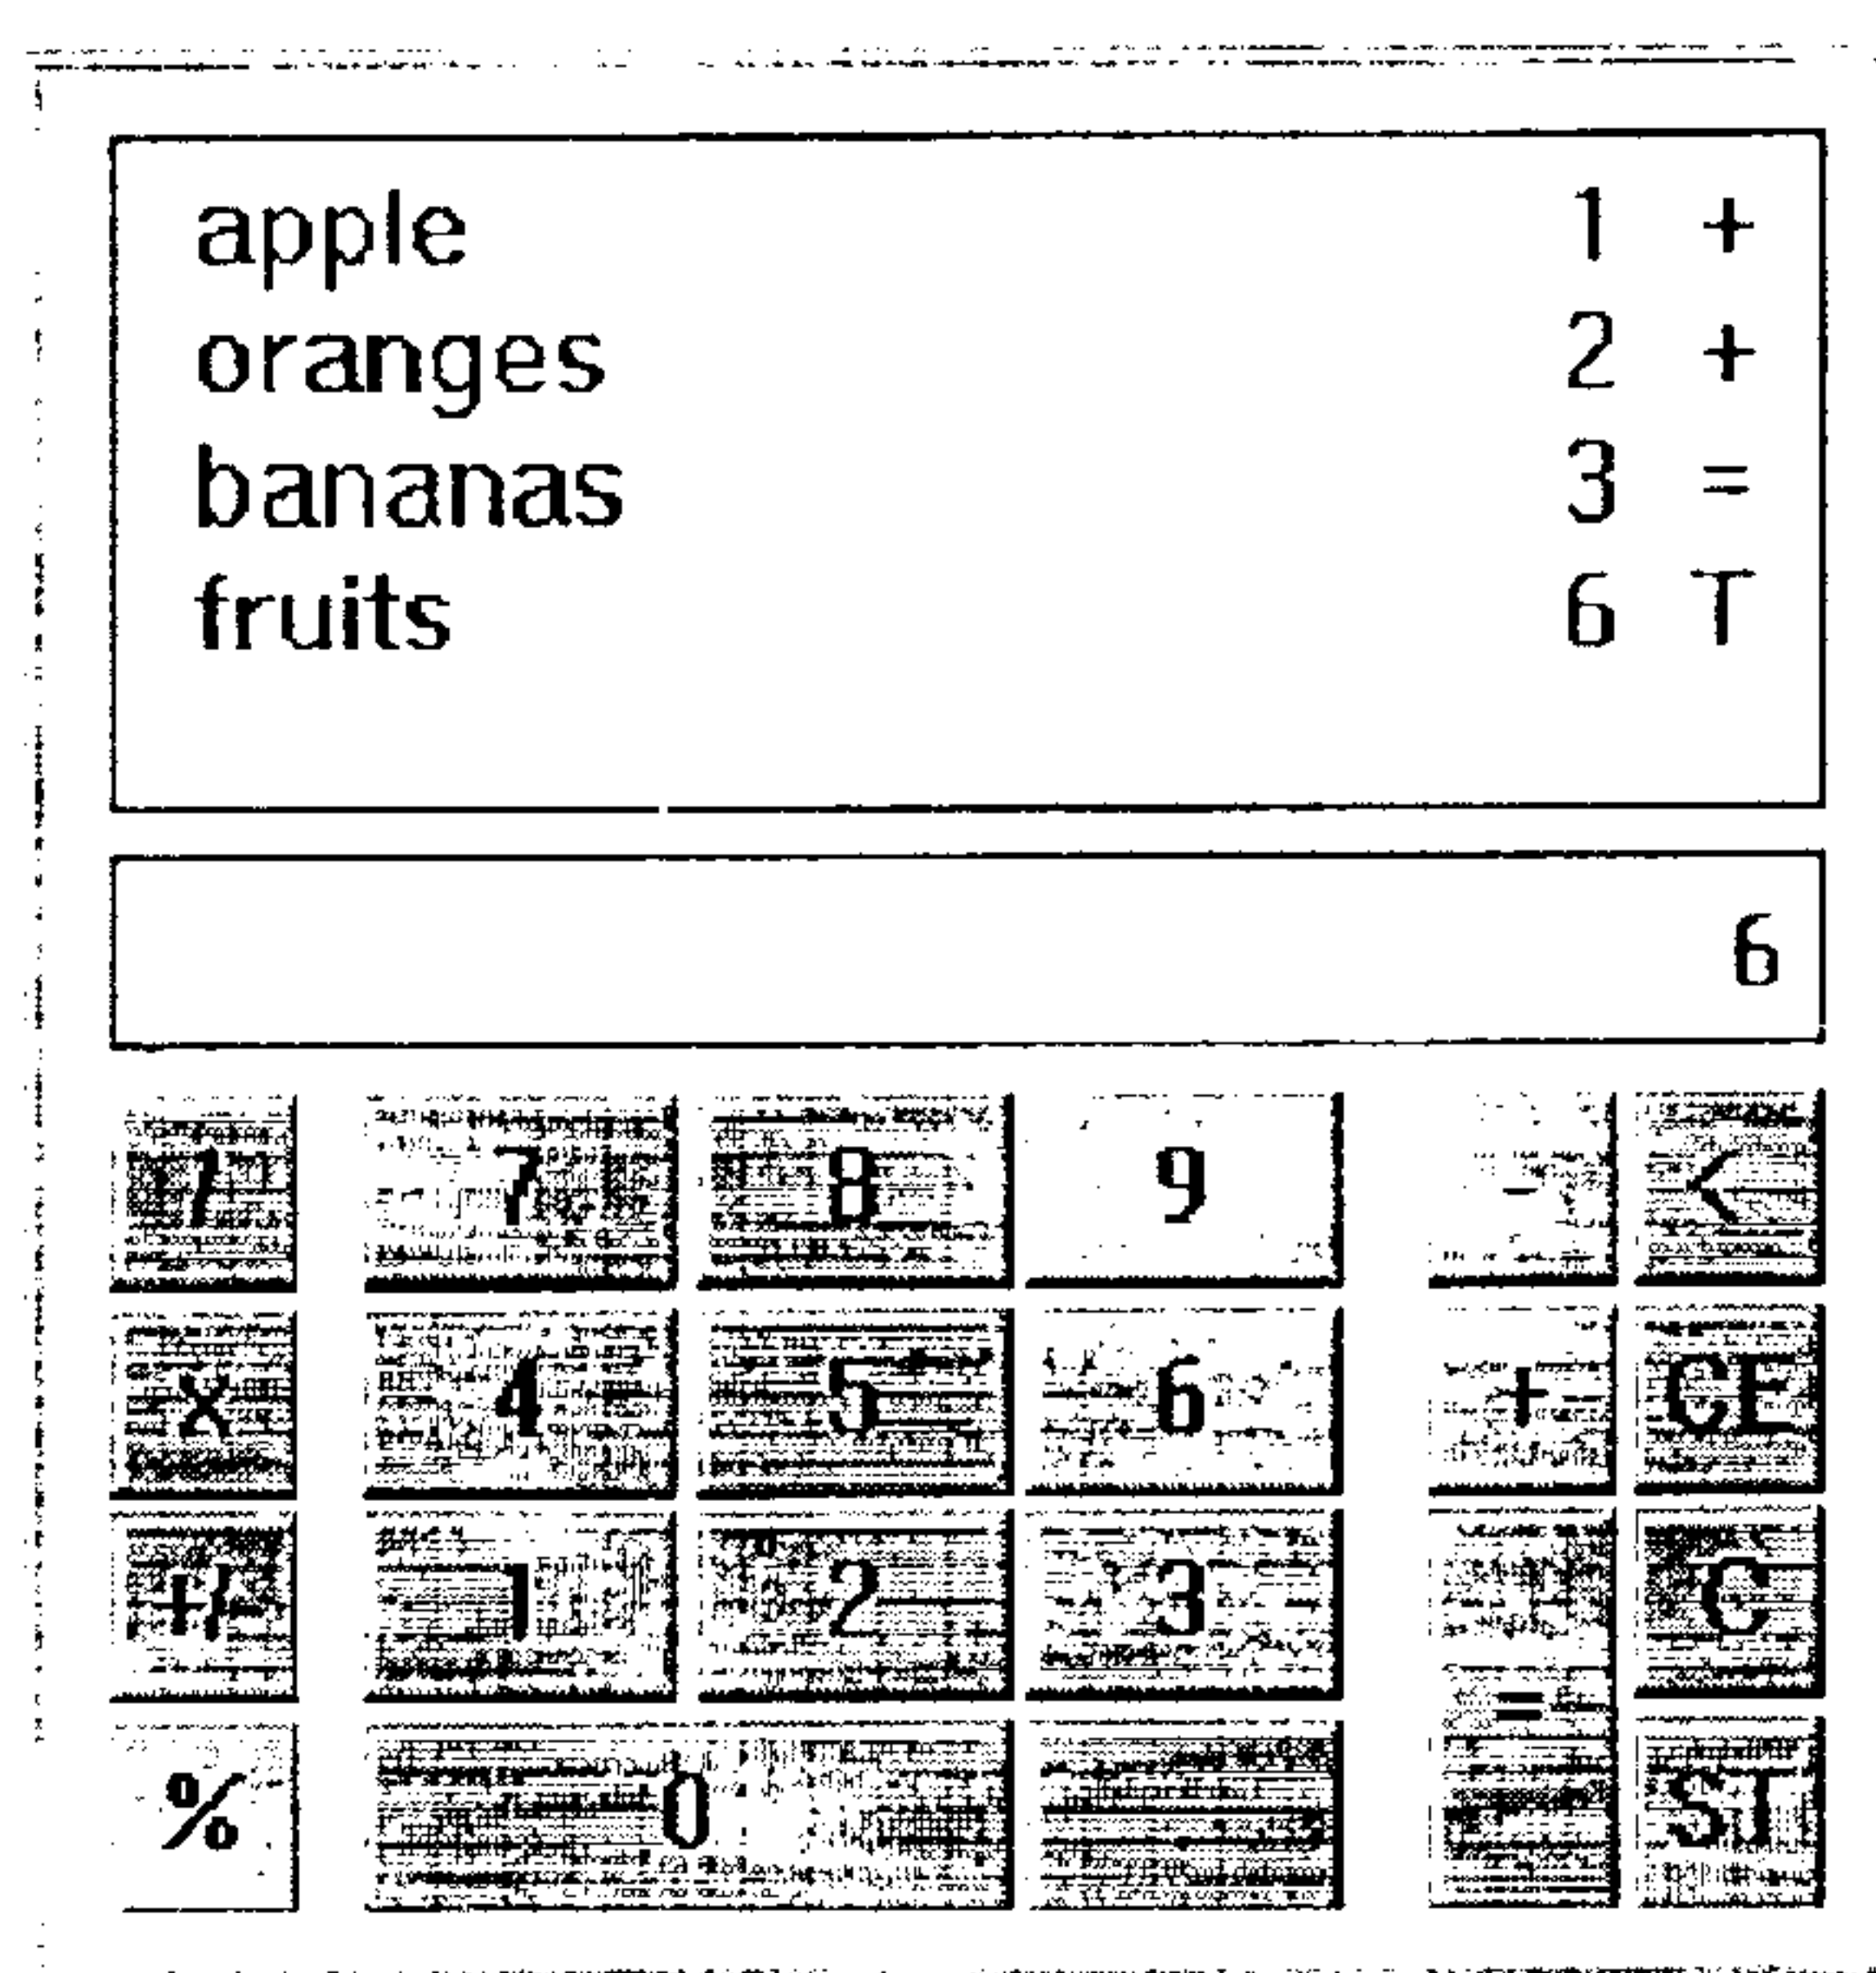 apple 1 +
oranges 2 +
bananas 3 =
fruits 6 T
6
/ 7 8 9 - <
X 4 5 6 + CE
+/- 1 2 3 = C
% 0 . ST